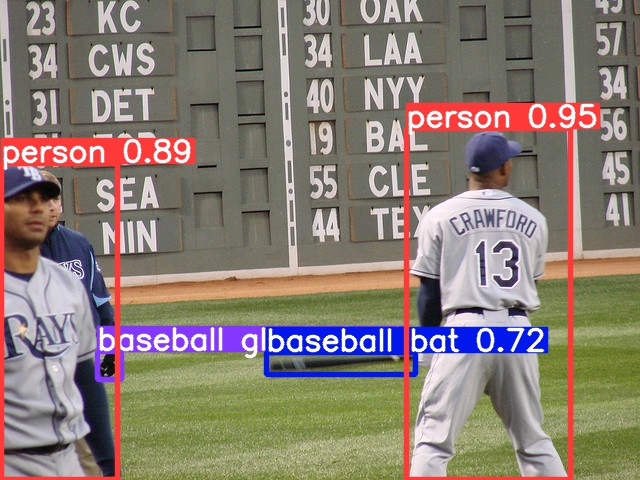 23 KC 30 OAK 45
34 CWS 34 LAA 57
31 DET 40 NYY 34
person 0.95
19 BAL 56
person 0.89
SEA 55 CLE 45
MIN 44 TEX 41
TB
CRAWFORD
13
RAYS
baseball gl
baseball bat 0.72